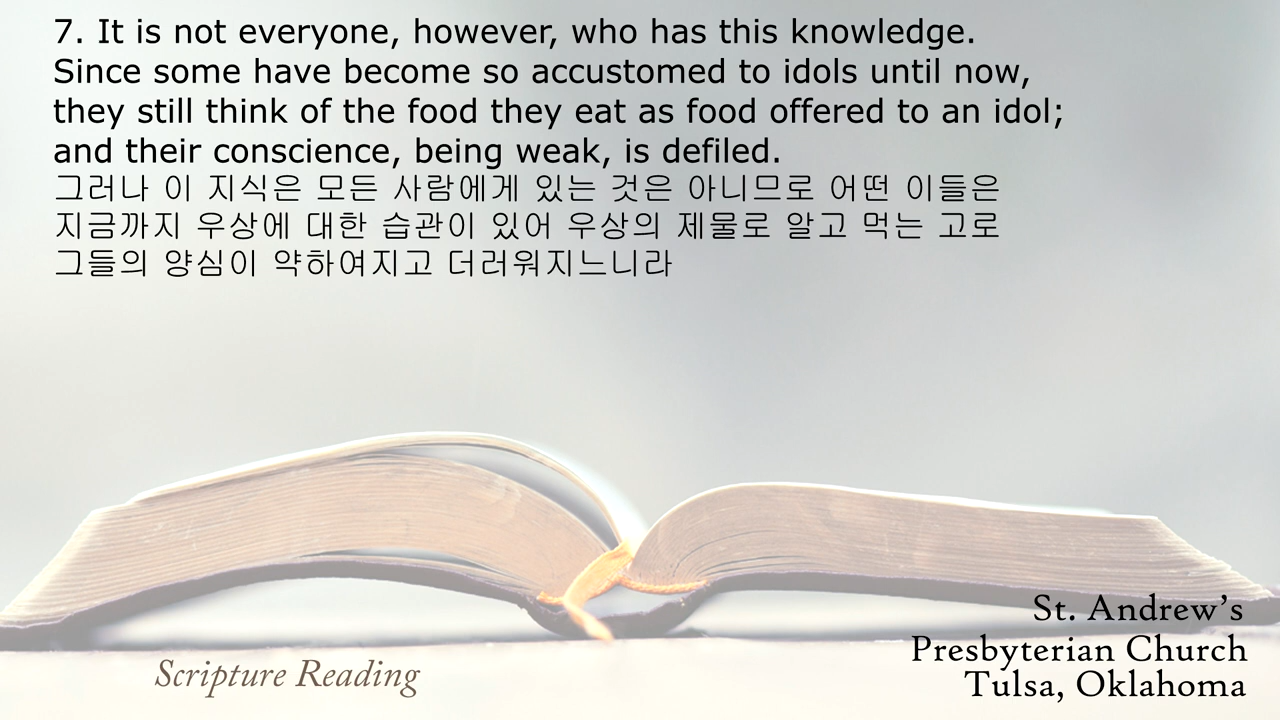 7. It is not everyone, however, who has this knowledge.
Since some have become so accustomed to idols until now,
they still think of the food they eat as food offered to an idol;
and their conscience, being weak, is defiled.
그러나 이 지식은 모든 사람에게 있는 것은 아니므로 어떤 이들은
지금까지 우상에 대한 습관이 있어 우상의 제물로 알고 먹는 고로
그들의 양심이 약하여지고 더러워지느니라
St. Andrew's
Presbyterian Church
Tulsa, Oklahoma
Scripture Reading